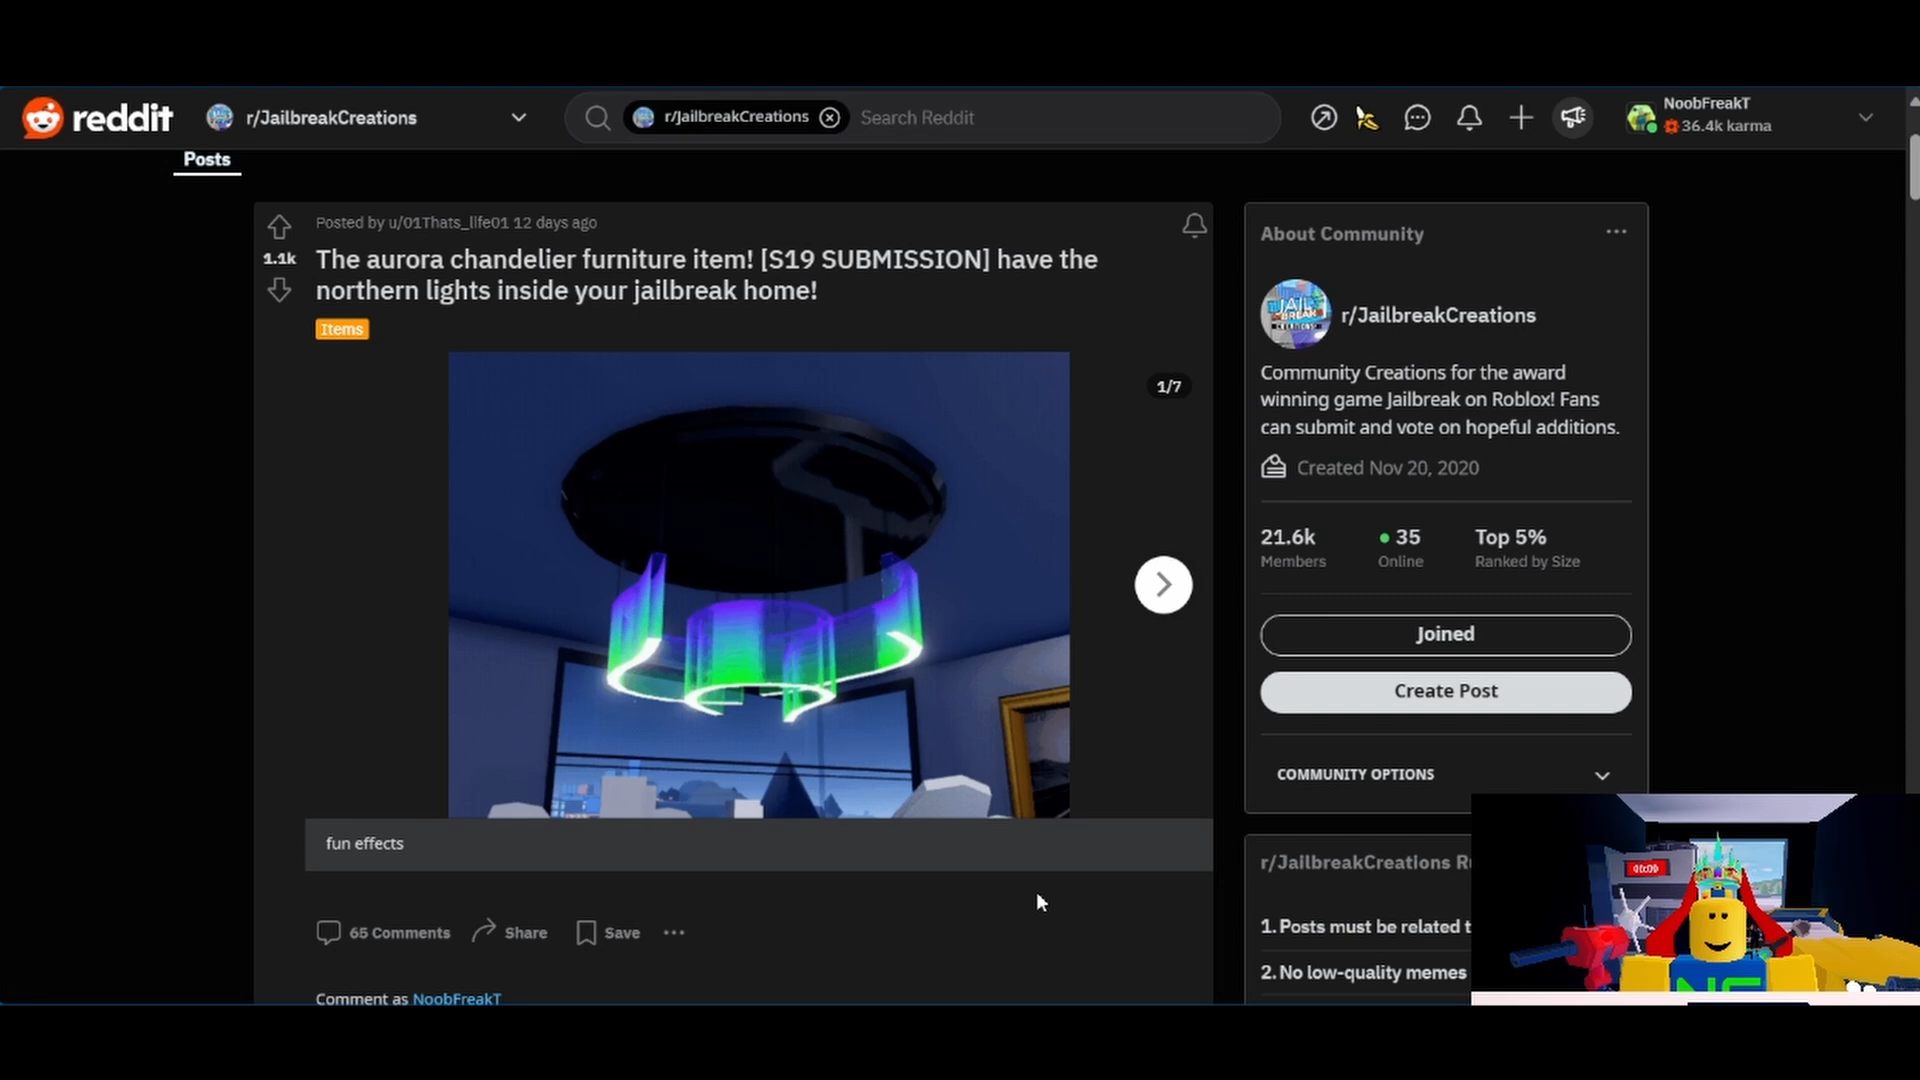 reddit
r/JailbreakCreations
r/JailbreakCreations
Search Reddit
NoobFreakT
36.4k karma
Posts
Posted by u/01Thats_life01 12 days ago
1.1k
The aurora chandelier furniture item! [S19 SUBMISSION] have the
northern lights inside your jailbreak home!
Items
1/7
fun effects
65 Comments
Share
Save
Comment as NoobFreakT
About Community
r/JailbreakCreations
Community Creations for the award
winning game Jailbreak on Roblox! Fans
can submit and vote on hopeful additions.
Created Nov 20, 2020
21.6k
Members
35
Online
Top 5%
Ranked by Size
Joined
Create Post
COMMUNITY OPTIONS
r/JailbreakCreations
1. Posts must be related
2. No low-quality memes
00:00